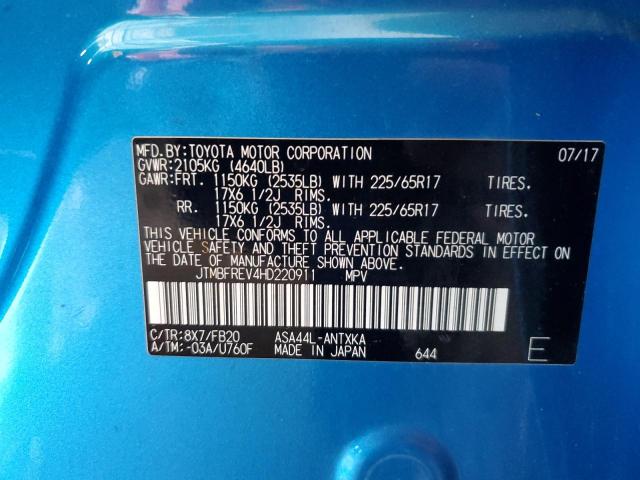 MFD.BY:TOYOTA MOTOR CORPORATION 07/17
GVWR:2105KG (4640LB)
GAWR:FRT. 1150KG (2535LB) WITH 225/65R17 TIRES.
17X6 1/2J RIMS.
RR. 1150KG (2535LB) WITH 225/65R17 TIRES.
17X6 1/2J RIMS.
THIS VEHICLE CONFORMS TO ALL APPLICABLE FEDERAL MOTOR
VEHICLE SAFETY AND THEFT PREVENTION STANDARDS IN EFFECT ON
THE DATE OF MANUFACTURE SHOWN ABOVE.
JTMBFREV4HD220911 MPV
C/TR:8X7/FB20 ASA44L-ANTXKA
A/TM:-03A/U760F MADE IN JAPAN 644 E